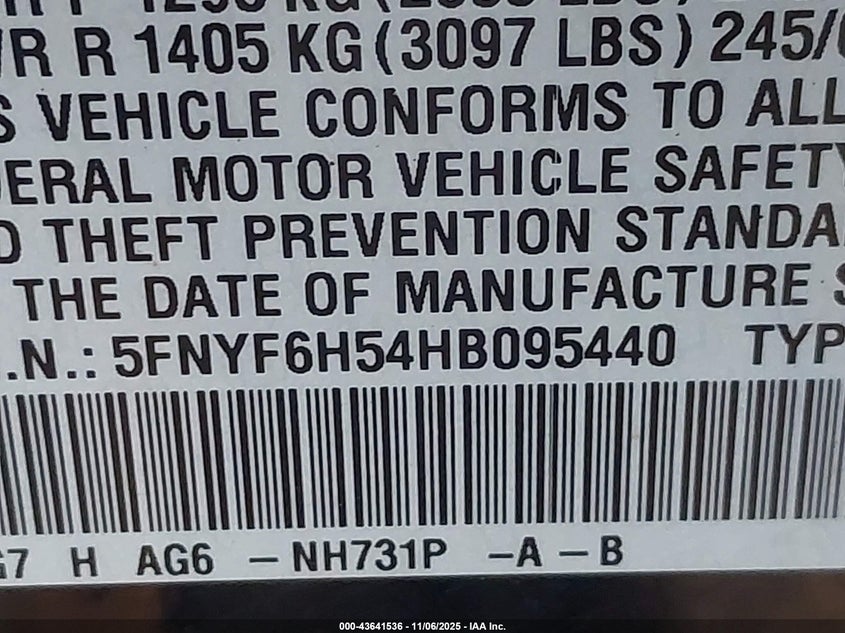 R 1405 KG (3097 LBS) 245/
VEHICLE CONFORMS TO ALL
MOTOR VEHICLE SAFETY
THEFT PREVENTION STANDA
THE DATE OF MANUFACTURE S
.N.: 5FNYF6H54HB095440 TYP
G7 H AG6 – NH731P – A – B
000-43641536 - 11/06/2025 - IAA Inc.